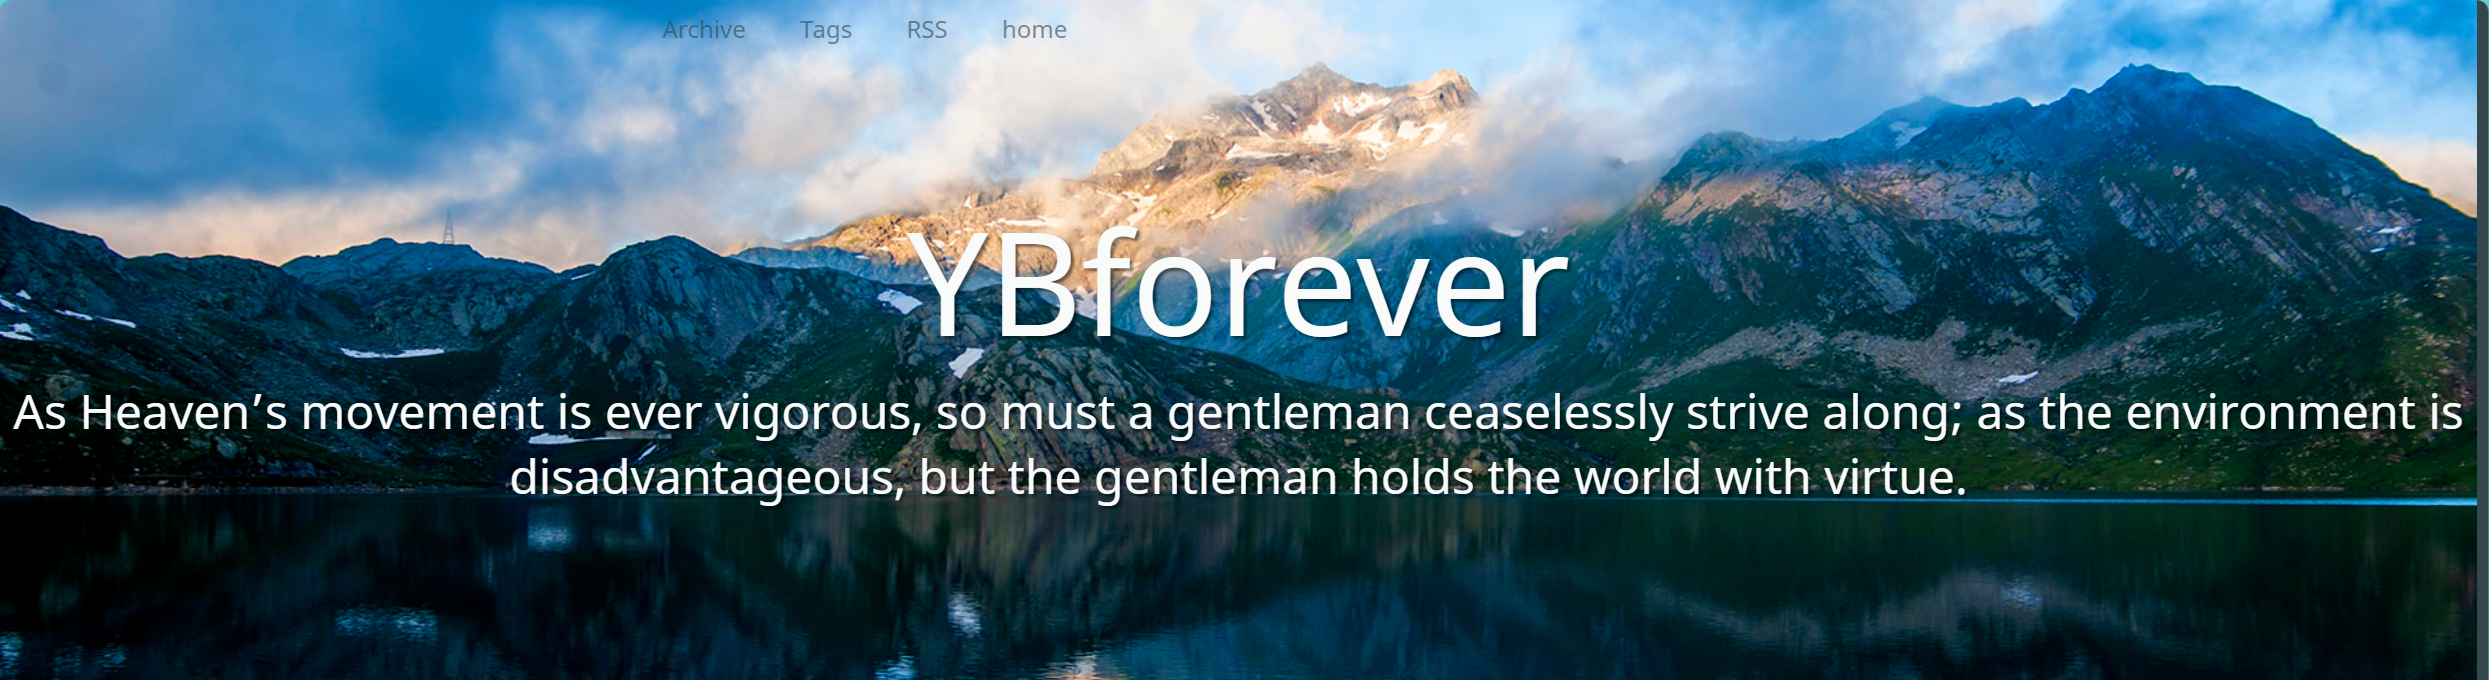 Archive Tags RSS home
YBforever
As Heaven’s movement is ever vigorous, so must a gentleman ceaselessly strive along; as the environment is
disadvantageous, but the gentleman holds the world with virtue.